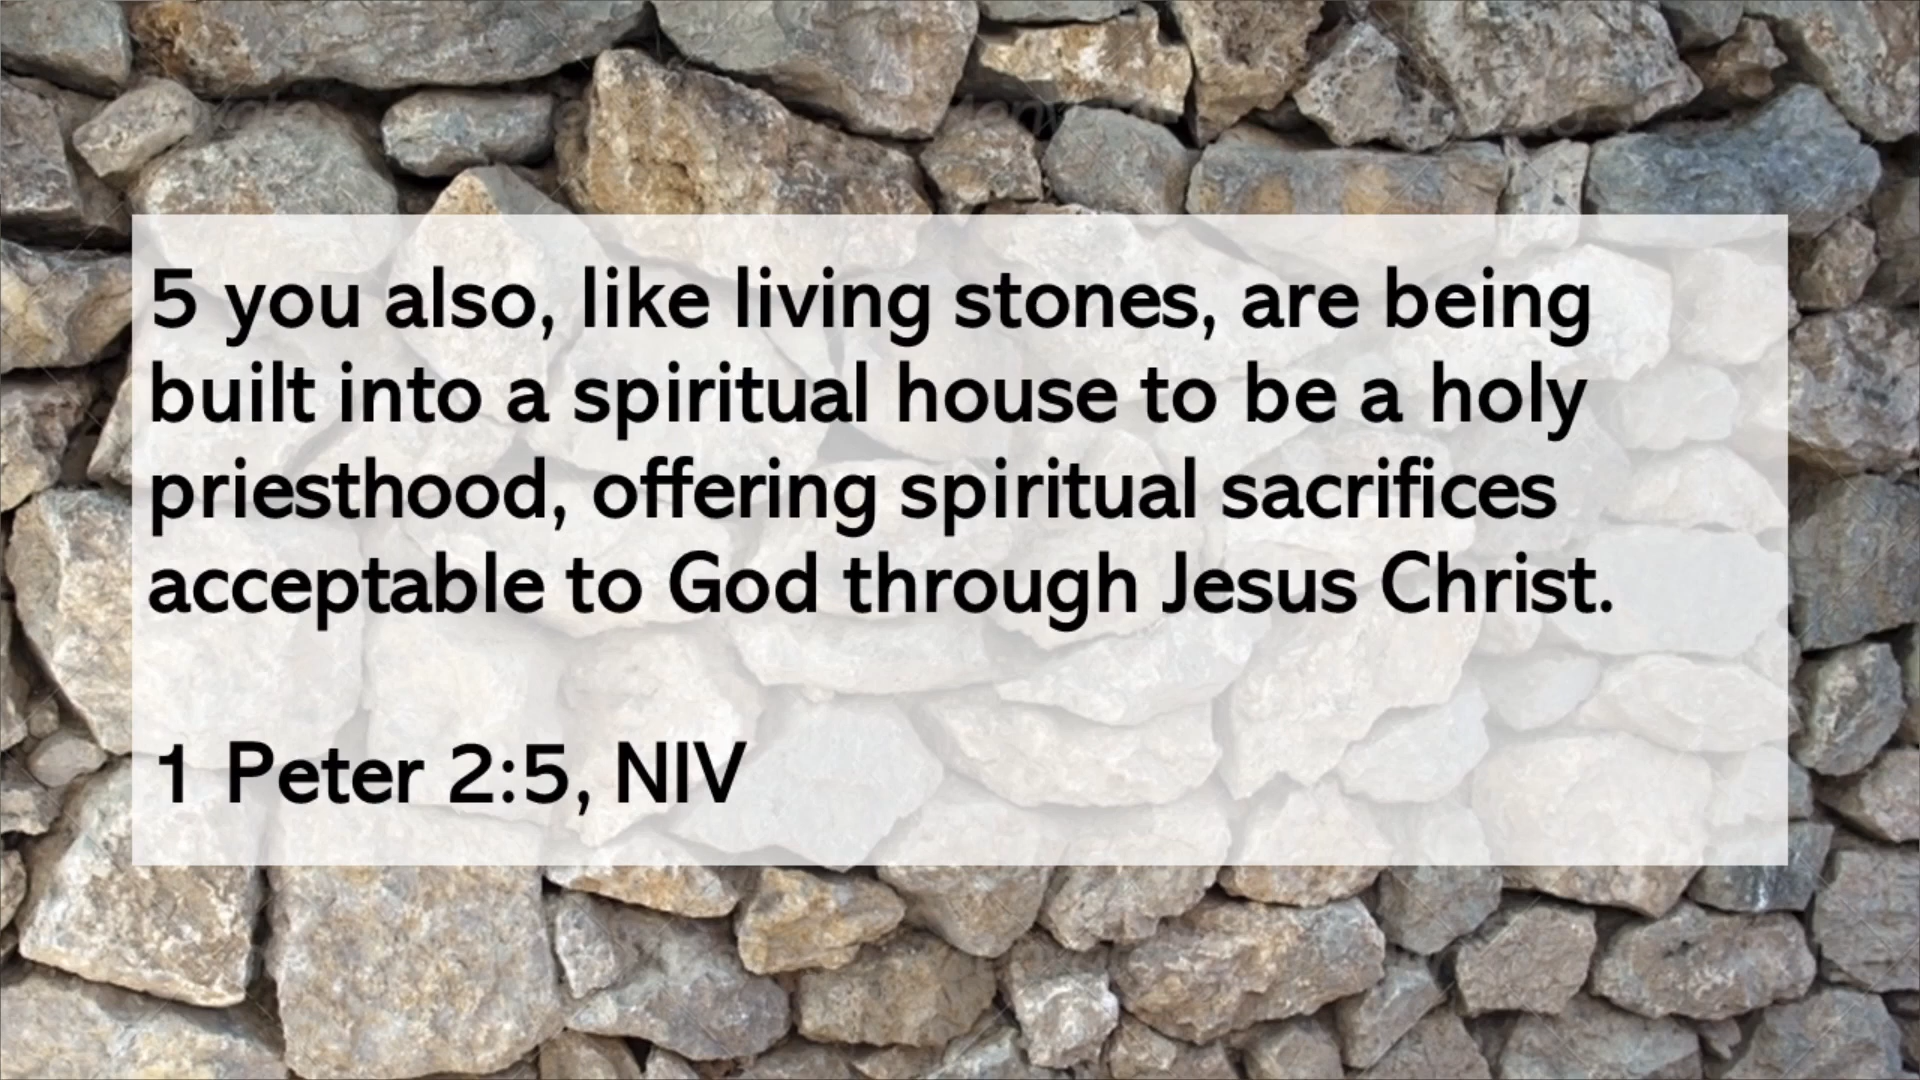 5 you also, like living stones, are being
built into a spiritual house to be a holy
priesthood, offering spiritual sacrifices
acceptable to God through Jesus Christ.
1 Peter 2:5, NIV